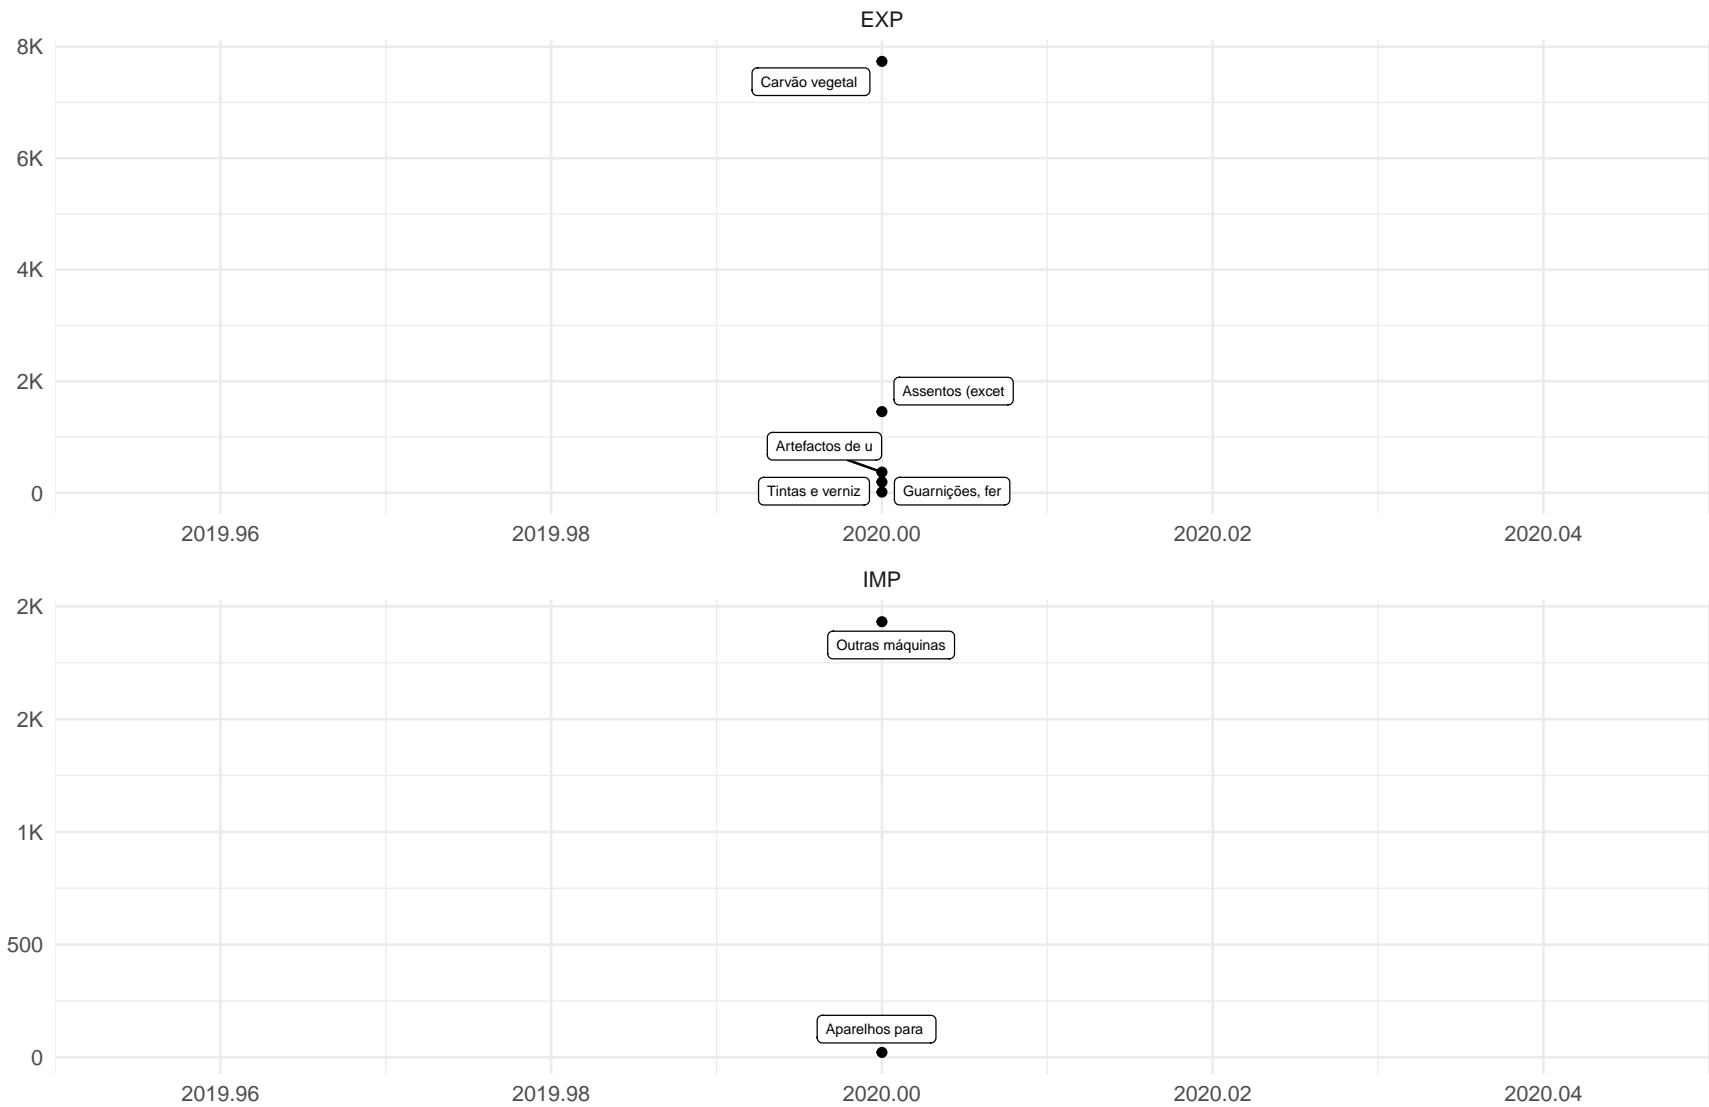 EXP
8K
Carvão vegetal
6K
4K
2K
Assentos (excet
Artefactos de u
Tintas e verniz
Guarnições, fer
0
2019.96 2019.98 2020.00 2020.02 2020.04
IMP
2K
Outras máquinas
2K
1K
500
Aparelhos para
0
2019.96 2019.98 2020.00 2020.02 2020.04